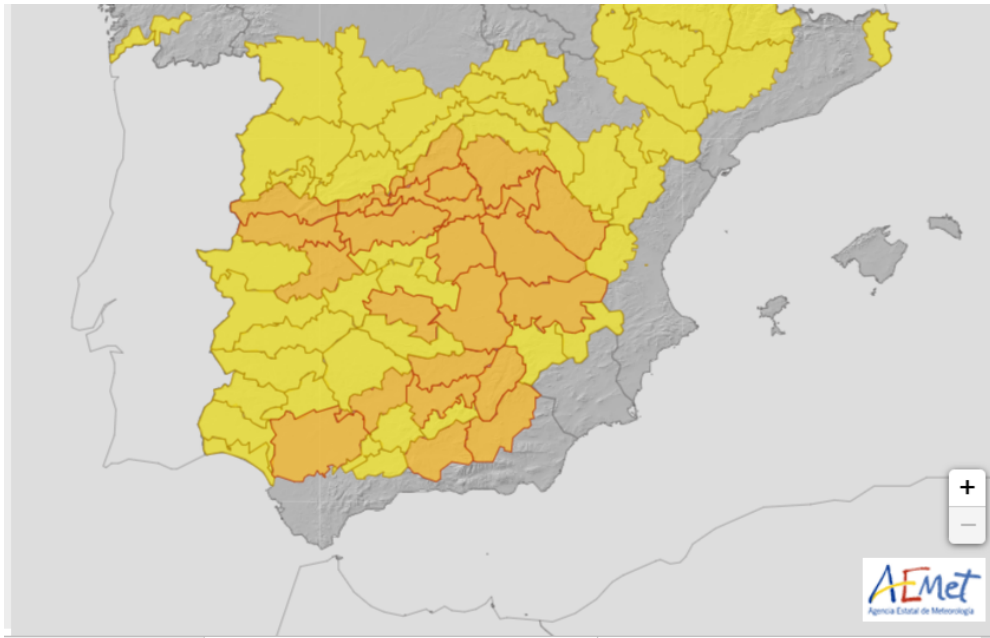 +
−
AEMet
Agencia Estatal de Meteorología